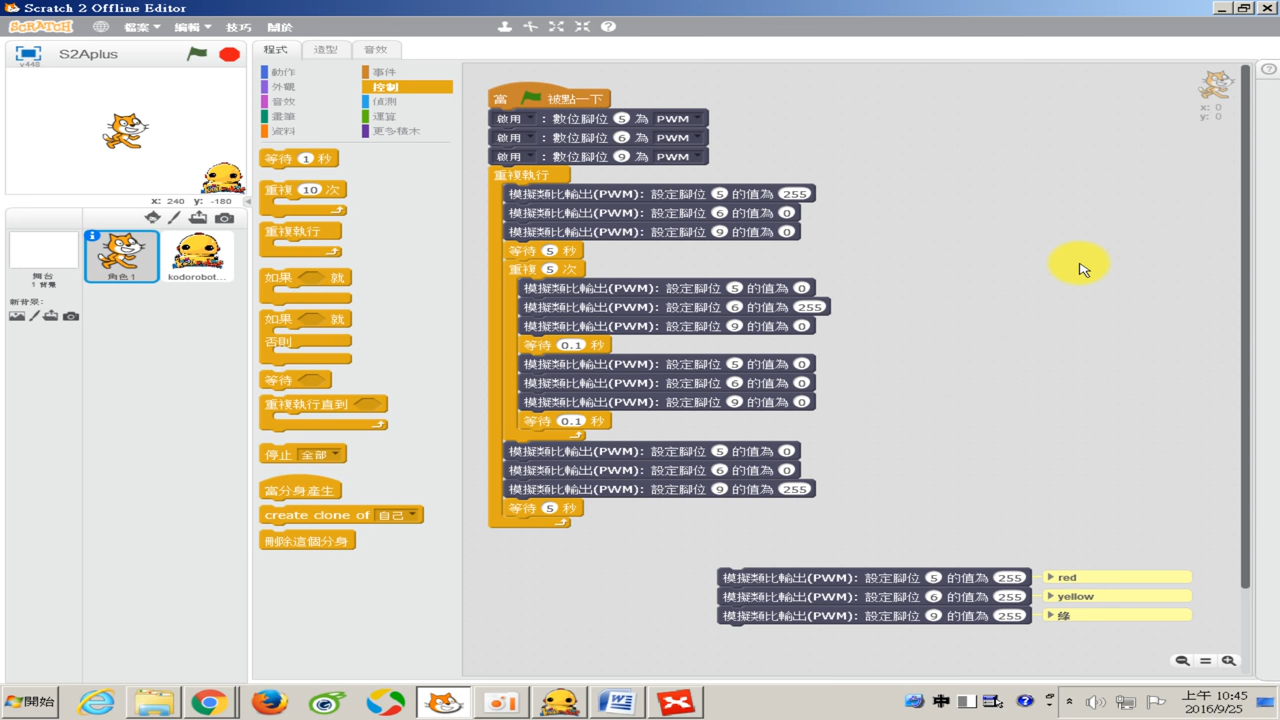 Scratch 2 Offline Editor
SCRATCH 檔案 編輯 技巧 關於
S2Aplus
v448
x: 240 y: -180
舞台
1 背景
角色1
kodorobot...
新背景:
程式 造型 音效
動作 事件
外觀 控制
音效 偵測
畫筆 運算
資料 更多積木
等待 1 秒
重複 10 次
重複執行
如果 就
如果 就
否則
等待
重複執行直到
停止 全部
當分身產生
create clone of 自己
刪除這個分身
當 被點一下
啟用 : 數位腳位 5 為 PWM
啟用 : 數位腳位 6 為 PWM
啟用 : 數位腳位 9 為 PWM
重複執行
模擬類比輸出(PWM): 設定腳位 5 的值為 255
模擬類比輸出(PWM): 設定腳位 6 的值為 0
模擬類比輸出(PWM): 設定腳位 9 的值為 0
等待 5 秒
重複 5 次
模擬類比輸出(PWM): 設定腳位 5 的值為 0
模擬類比輸出(PWM): 設定腳位 6 的值為 255
模擬類比輸出(PWM): 設定腳位 9 的值為 0
等待 0.1 秒
模擬類比輸出(PWM): 設定腳位 5 的值為 0
模擬類比輸出(PWM): 設定腳位 6 的值為 0
模擬類比輸出(PWM): 設定腳位 9 的值為 0
等待 0.1 秒
模擬類比輸出(PWM): 設定腳位 5 的值為 0
模擬類比輸出(PWM): 設定腳位 6 的值為 0
模擬類比輸出(PWM): 設定腳位 9 的值為 255
等待 5 秒
模擬類比輸出(PWM): 設定腳位 5 的值為 255 red
模擬類比輸出(PWM): 設定腳位 6 的值為 255 yellow
模擬類比輸出(PWM): 設定腳位 9 的值為 255 綠
x: 0
y: 0
開始
中
上午 10:45
2016/9/25